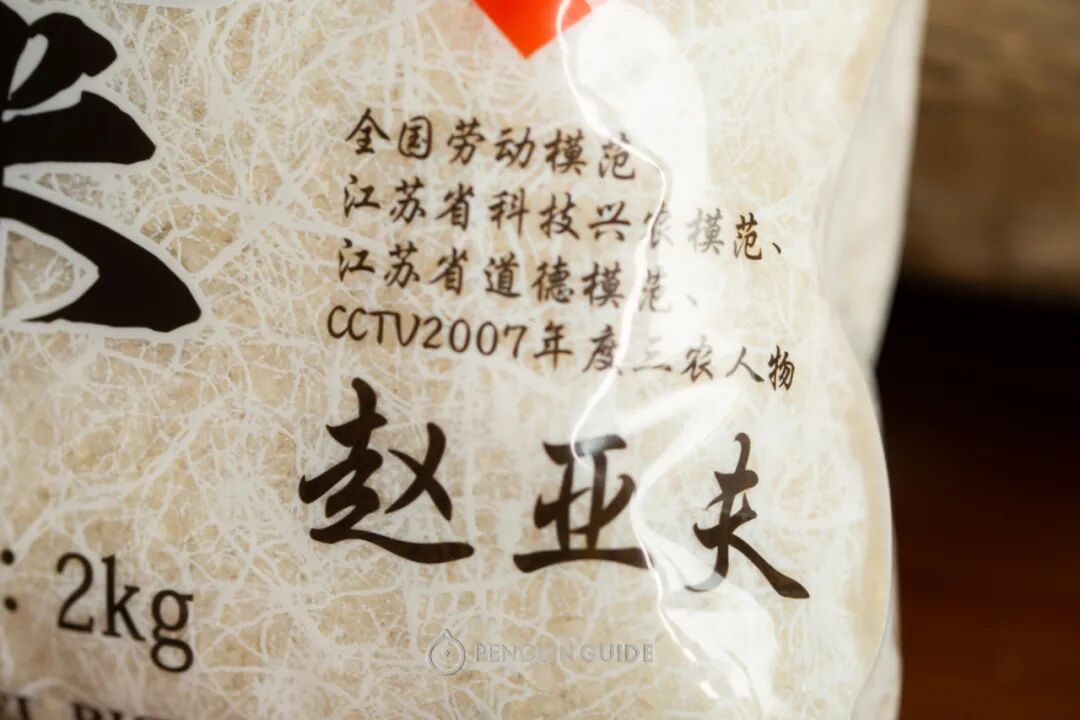 米
全国劳动模范
江苏省科技兴农模范、
江苏省道德模范、
CCTV2007年度三农人物
赵亚夫
: 2kg
PENGUIN GUIDE